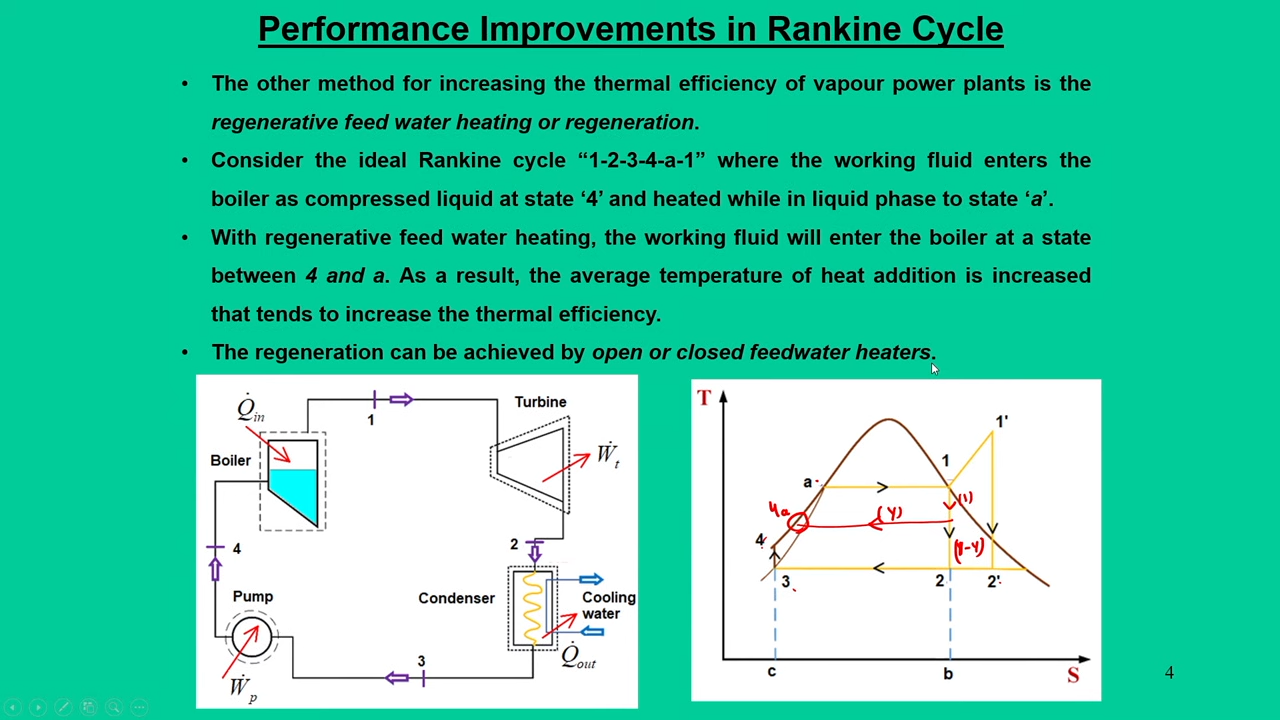 Performance Improvements in Rankine Cycle
• The other method for increasing the thermal efficiency of vapour power plants is the
regenerative feed water heating or regeneration.
• Consider the ideal Rankine cycle “1-2-3-4-a-1” where the working fluid enters the
boiler as compressed liquid at state ‘4’ and heated while in liquid phase to state ‘a’.
• With regenerative feed water heating, the working fluid will enter the boiler at a state
between 4 and a. As a result, the average temperature of heat addition is increased
that tends to increase the thermal efficiency.
• The regeneration can be achieved by open or closed feedwater heaters.
Q̇in
1
Turbine
Boiler
Ẇt
4
2
Pump
Condenser
Cooling
water
Q̇out
3
Ẇp
T
1'
1
a
(1)
4a
(Y)
4
(1-Y)
3
2
2'
c
b
S
4